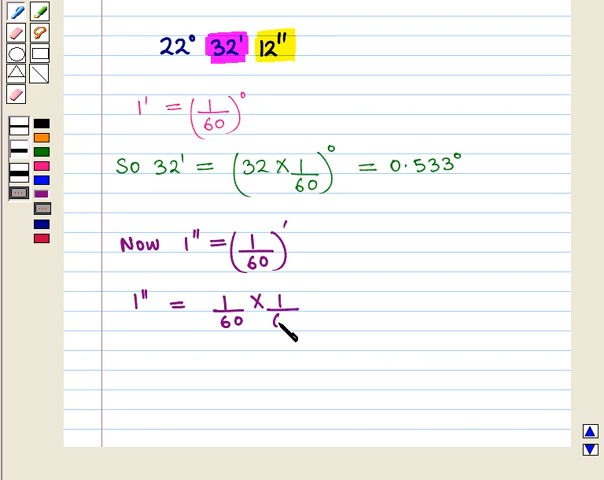 22° 32' 12"
1' = (1/60)°
So 32' = (32 × 1/60)° = 0.533°
Now 1" = (1/60)'
1" = 1/60 × 1/